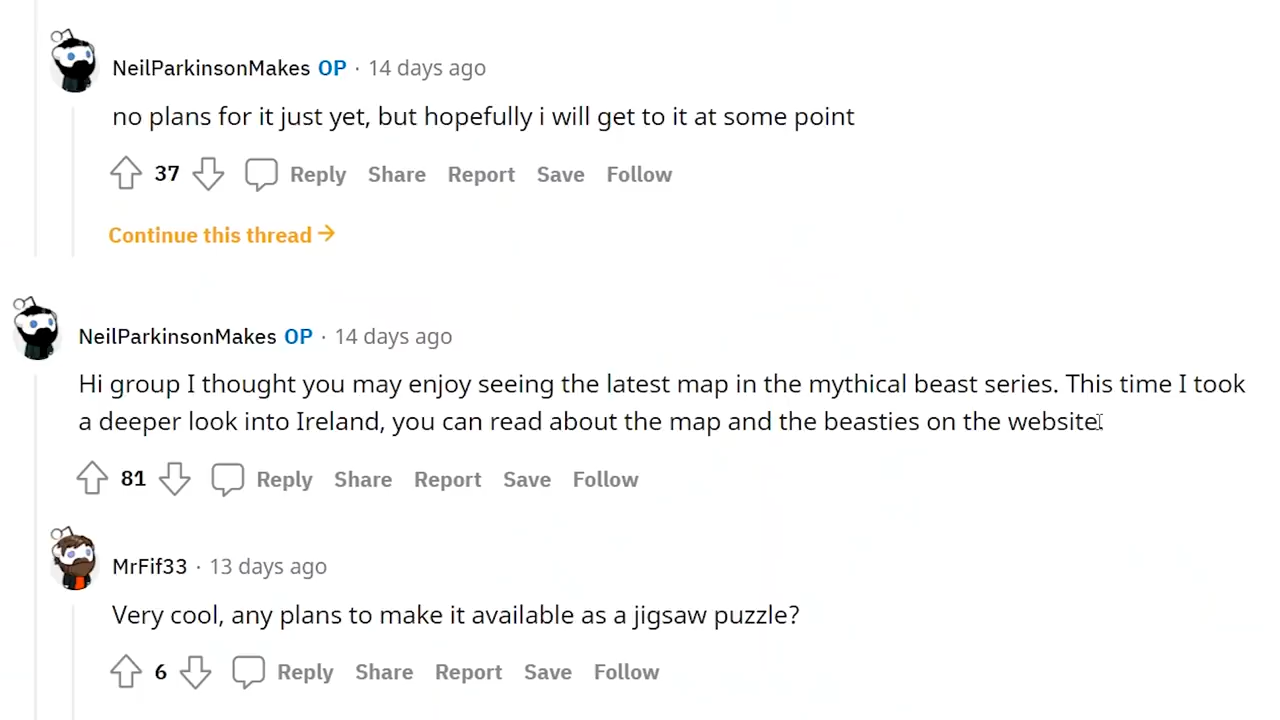 NeilParkinsonMakes OP · 14 days ago
no plans for it just yet, but hopefully i will get to it at some point
37 Reply Share Report Save Follow
Continue this thread →
NeilParkinsonMakes OP · 14 days ago
Hi group I thought you may enjoy seeing the latest map in the mythical beast series. This time I took
a deeper look into Ireland, you can read about the map and the beasties on the website
81 Reply Share Report Save Follow
MrFif33 · 13 days ago
Very cool, any plans to make it available as a jigsaw puzzle?
6 Reply Share Report Save Follow